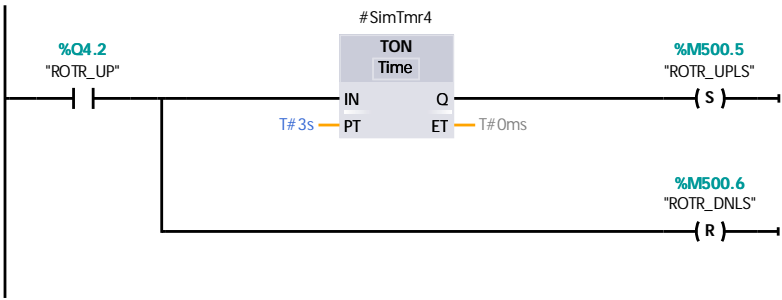 #SimTmr4
%Q4.2
"ROTR_UP"
TON
Time
%M500.5
"ROTR_UPLS"
IN
Q
S
T#3s
PT
ET
T#0ms
%M500.6
"ROTR_DNLS"
R